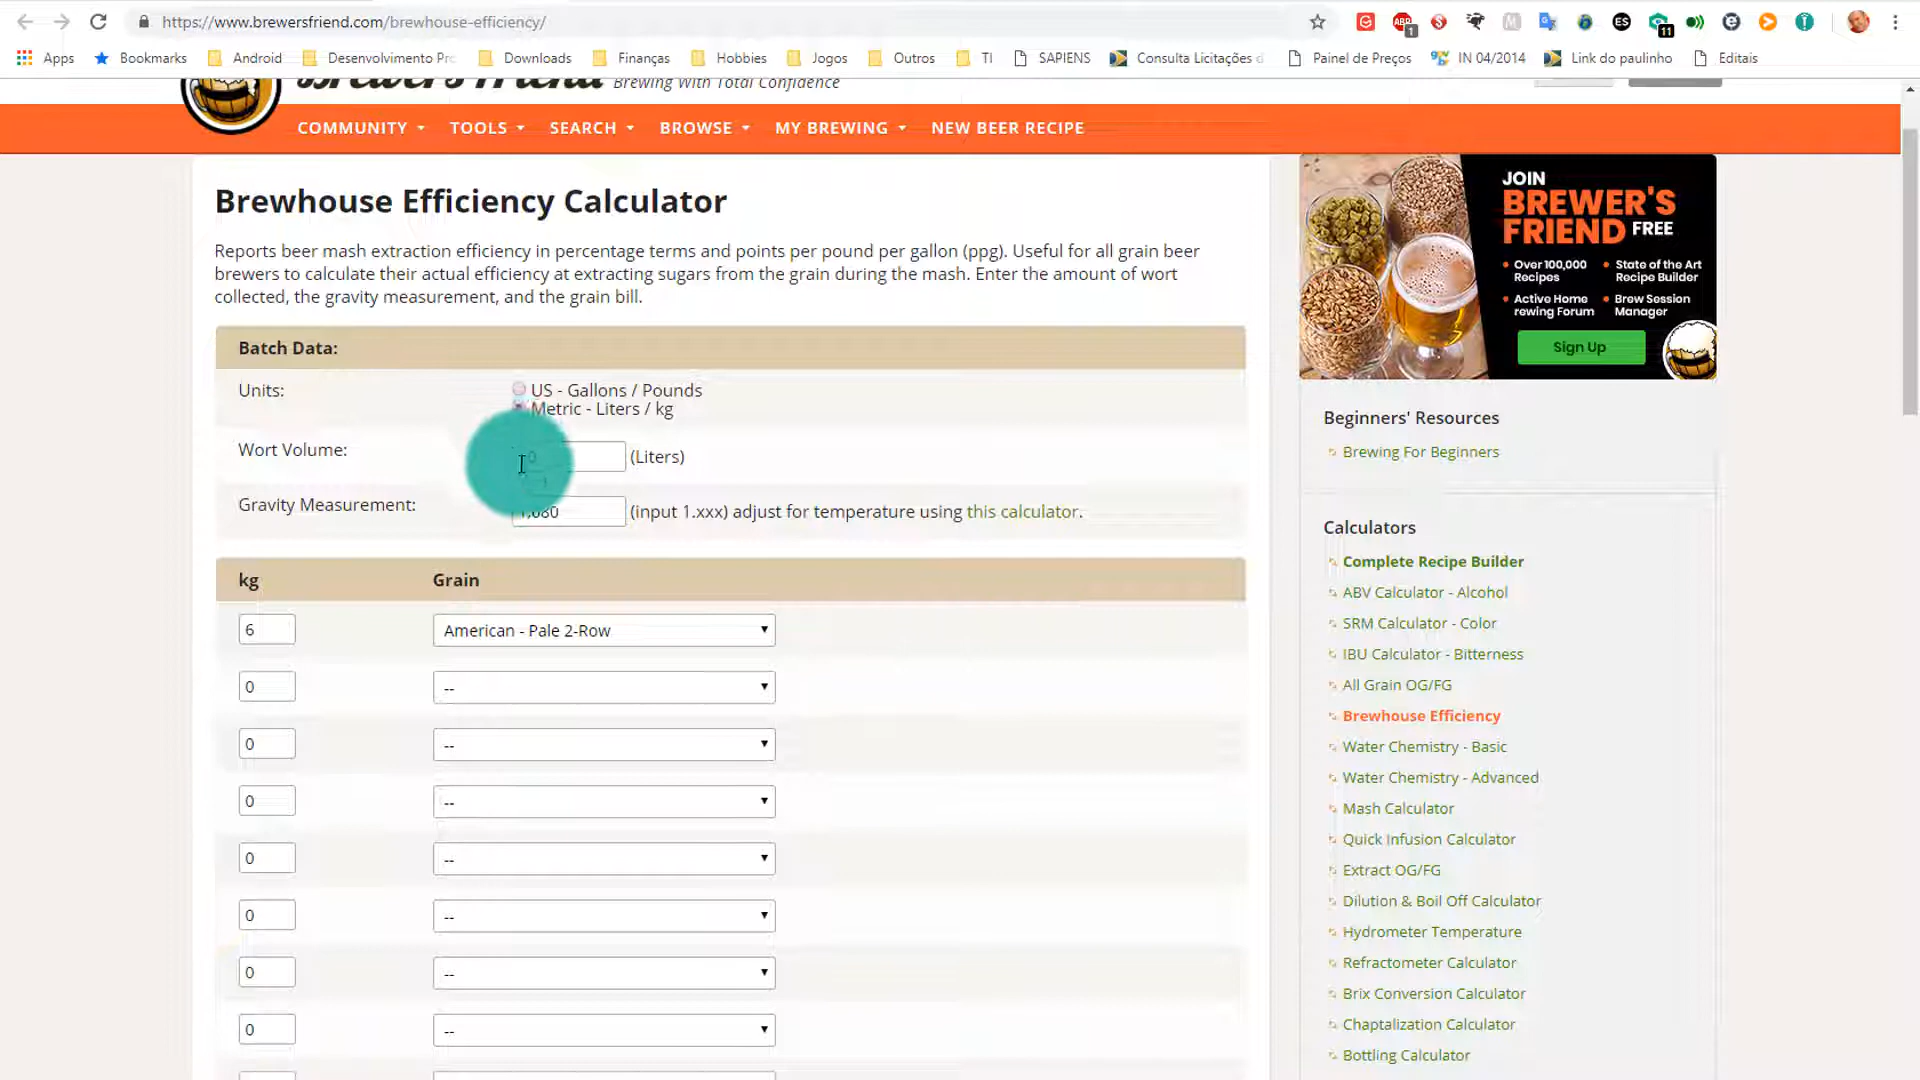 https://www.brewersfriend.com/brewhouse-efficiency/
ABP
1
ES
11
Apps
Bookmarks
Android
Desenvolvimento Pro
Downloads
Finanças
Hobbies
Jogos
Outros
TI
SAPIENS
Consulta Licitações d
Painel de Preços
IN 04/2014
Link do paulinho
Editais
Brewer's Friend
Brewing With Total Confidence
COMMUNITY
TOOLS
SEARCH
BROWSE
MY BREWING
NEW BEER RECIPE
Brewhouse Efficiency Calculator
Reports beer mash extraction efficiency in percentage terms and points per pound per gallon (ppg). Useful for all grain beer
brewers to calculate their actual efficiency at extracting sugars from the grain during the mash. Enter the amount of wort
collected, the gravity measurement, and the grain bill.
Batch Data:
Units:
US - Gallons / Pounds
Metric - Liters / kg
Wort Volume:
(Liters)
Gravity Measurement:
(input 1.xxx) adjust for temperature using this calculator.
kg Grain
6 American - Pale 2-Row
0 --
0 --
0 --
0 --
0 --
0 --
0 --
JOIN
BREWER'S
FRIEND FREE
Over 100,000
Recipes
State of the Art
Recipe Builder
Active Home
rewing Forum
Brew Session
Manager
Sign Up
Beginners' Resources
Brewing For Beginners
Calculators
Complete Recipe Builder
ABV Calculator - Alcohol
SRM Calculator - Color
IBU Calculator - Bitterness
All Grain OG/FG
Brewhouse Efficiency
Water Chemistry - Basic
Water Chemistry - Advanced
Mash Calculator
Quick Infusion Calculator
Extract OG/FG
Dilution & Boil Off Calculator
Hydrometer Temperature
Refractometer Calculator
Brix Conversion Calculator
Chaptalization Calculator
Bottling Calculator